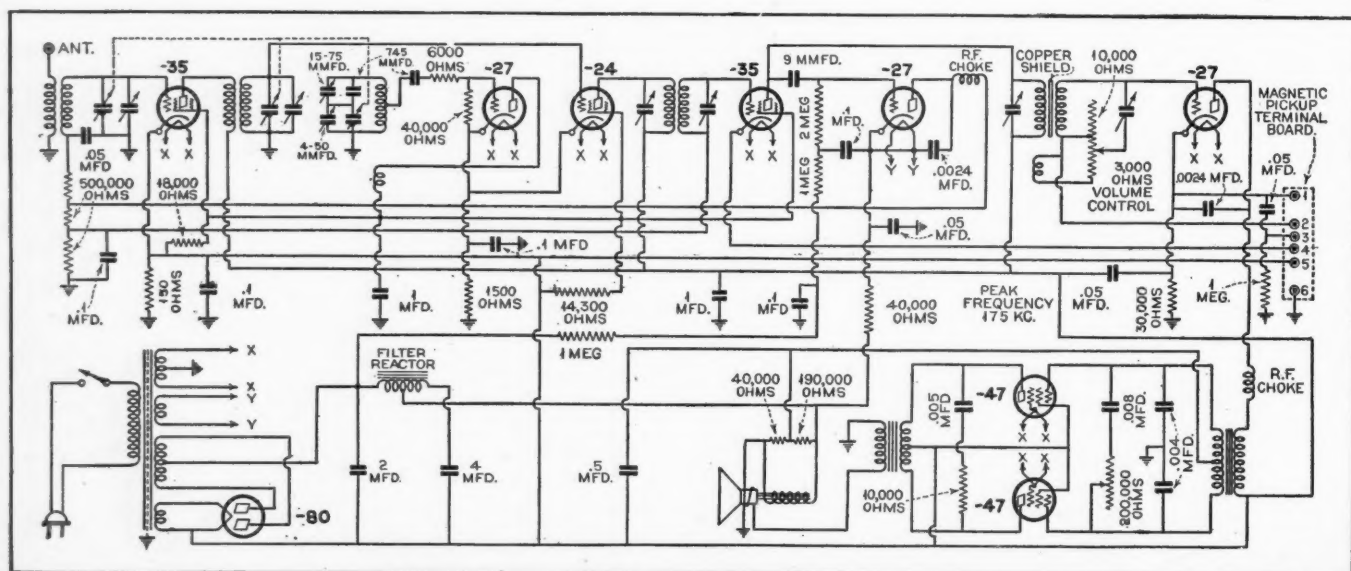 ANT.
-35
15-75
MMFD.
.745
MMFD.
6000
OHMS
-27
-24
-35
9 MMFD.
-27
R.F.
CHOKE
COPPER
SHIELD
10,000
OHMS
-27
MAGNETIC
PICKUP
TERMINAL
BOARD.
.05
MFD
X X
40,000
OHMS
4-50
MMFD.
X X
X X
X X
2 MEG
.1
MFD.
1 MEG
Y Y
.0024
MFD.
3,000
OHMS
VOLUME
CONTROL
X X
.05
MFD.
.0024 MFD.
500,000
OHMS
18,000
OHMS
1
2
3
4
5
6
.1
MFD.
150
OHMS
.1
MFD.
.1
MFD.
.1 MFD
1500
OHMS
14,300
OHMS
.1
MFD.
.1
MFD
.05
MFD.
40,000
OHMS
PEAK
FREQUENCY
175 KC.
.05
MFD.
30,000
OHMS
1
MEG.
1 MEG
X
X
Y
Y
FILTER
REACTOR
40,000
OHMS
190,000
OHMS
.005
MFD
-47
X X
X X
-47
.008
MFD.
.004
MFD.
R.F.
CHOKE
2
MFD.
4
MFD.
.5
MFD.
10,000
OHMS
200,000
OHMS
-80